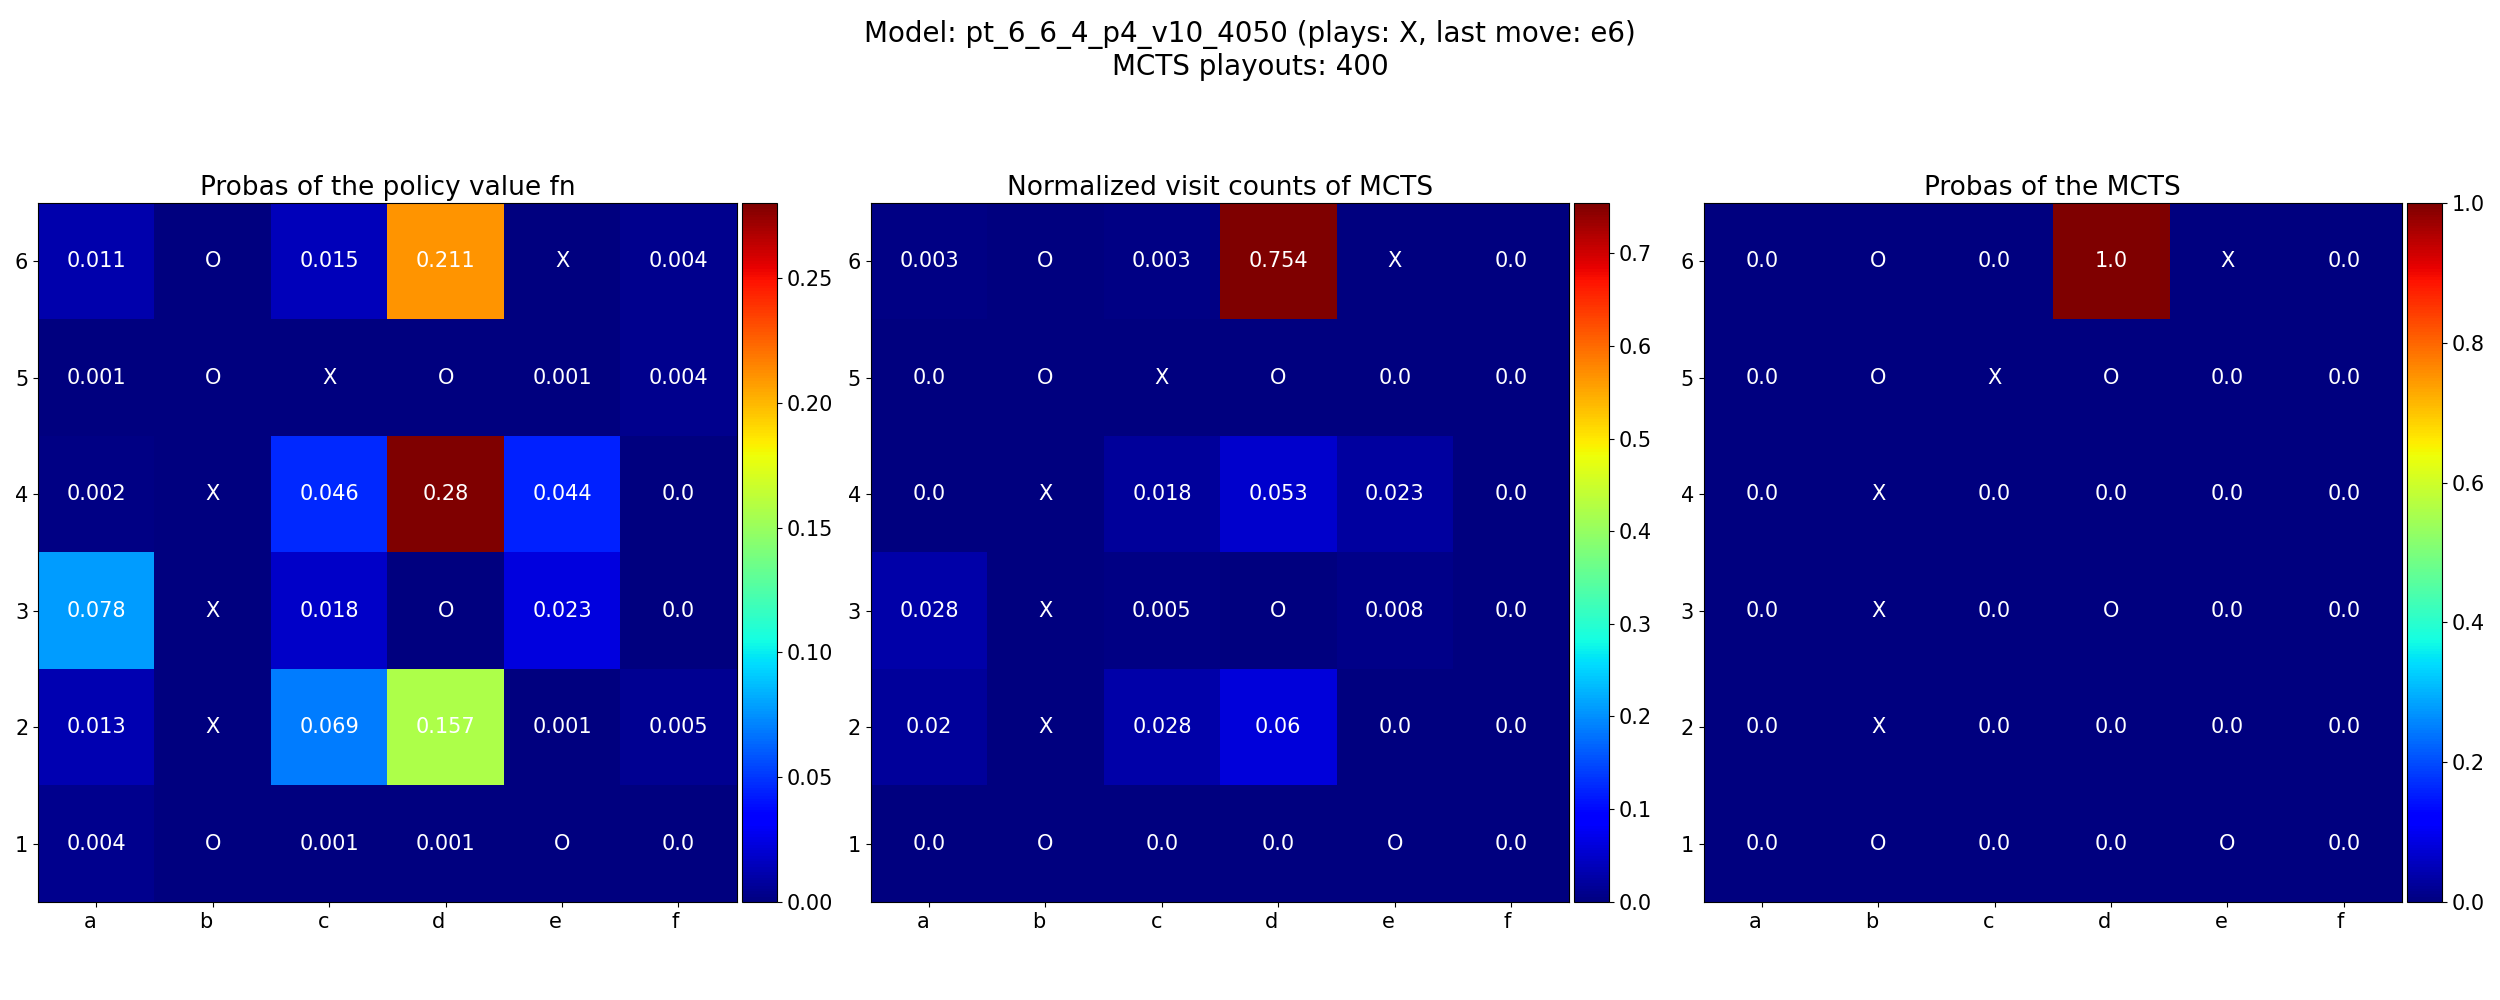 Model: pt_6_6_4_p4_v10_4050 (plays: X, last move: e6)
MCTS playouts: 400
Probas of the policy value fn
6 0.011 O 0.015 0.211 X 0.004
5 0.001 O X O 0.001 0.004
4 0.002 X 0.046 0.28 0.044 0.0
3 0.078 X 0.018 O 0.023 0.0
2 0.013 X 0.069 0.157 0.001 0.005
1 0.004 O 0.001 0.001 O 0.0
a b c d e f
0.25
0.20
0.15
0.10
0.05
0.00
Normalized visit counts of MCTS
6 0.003 O 0.003 0.754 X 0.0
5 0.0 O X O 0.0 0.0
4 0.0 X 0.018 0.053 0.023 0.0
3 0.028 X 0.005 O 0.008 0.0
2 0.02 X 0.028 0.06 0.0 0.0
1 0.0 O 0.0 0.0 O 0.0
a b c d e f
0.7
0.6
0.5
0.4
0.3
0.2
0.1
0.0
Probas of the MCTS
6 0.0 O 0.0 1.0 X 0.0
5 0.0 O X O 0.0 0.0
4 0.0 X 0.0 0.0 0.0 0.0
3 0.0 X 0.0 O 0.0 0.0
2 0.0 X 0.0 0.0 0.0 0.0
1 0.0 O 0.0 0.0 O 0.0
a b c d e f
1.0
0.8
0.6
0.4
0.2
0.0